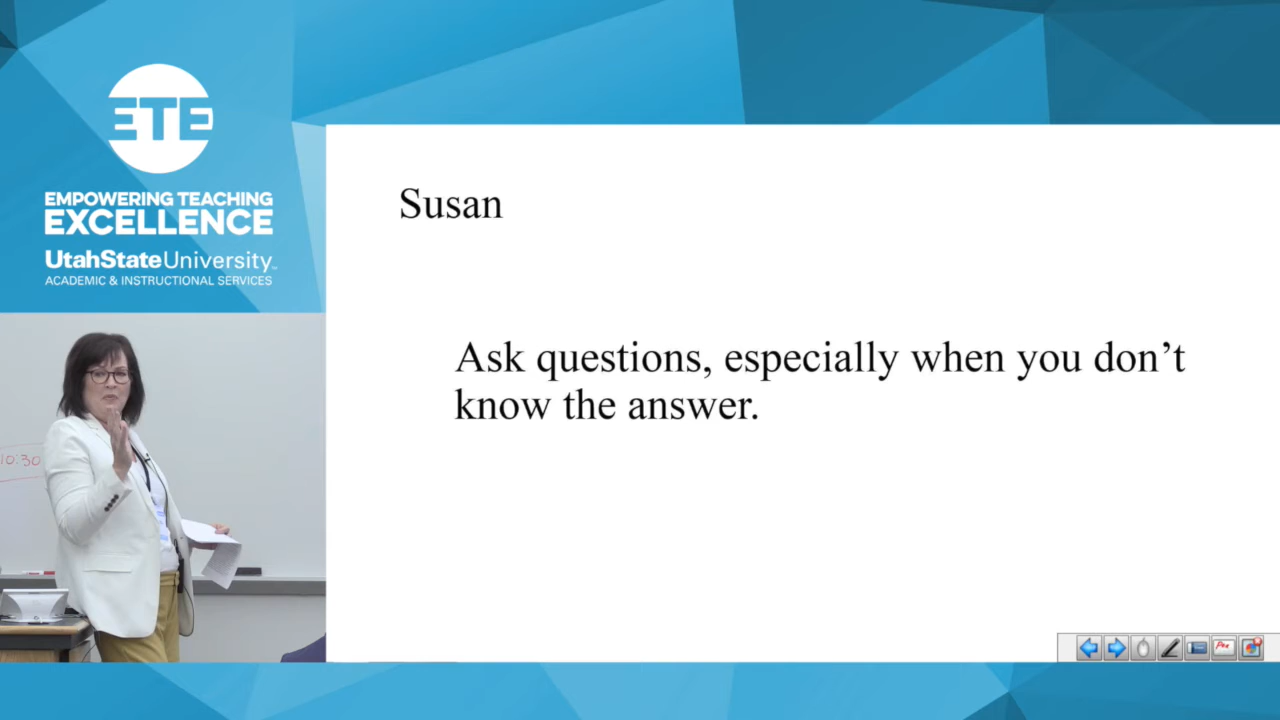 ETE
EMPOWERING TEACHING
EXCELLENCE
UtahStateUniversity
ACADEMIC & INSTRUCTIONAL SERVICES
Susan
Ask questions, especially when you don’t
know the answer.
10:30